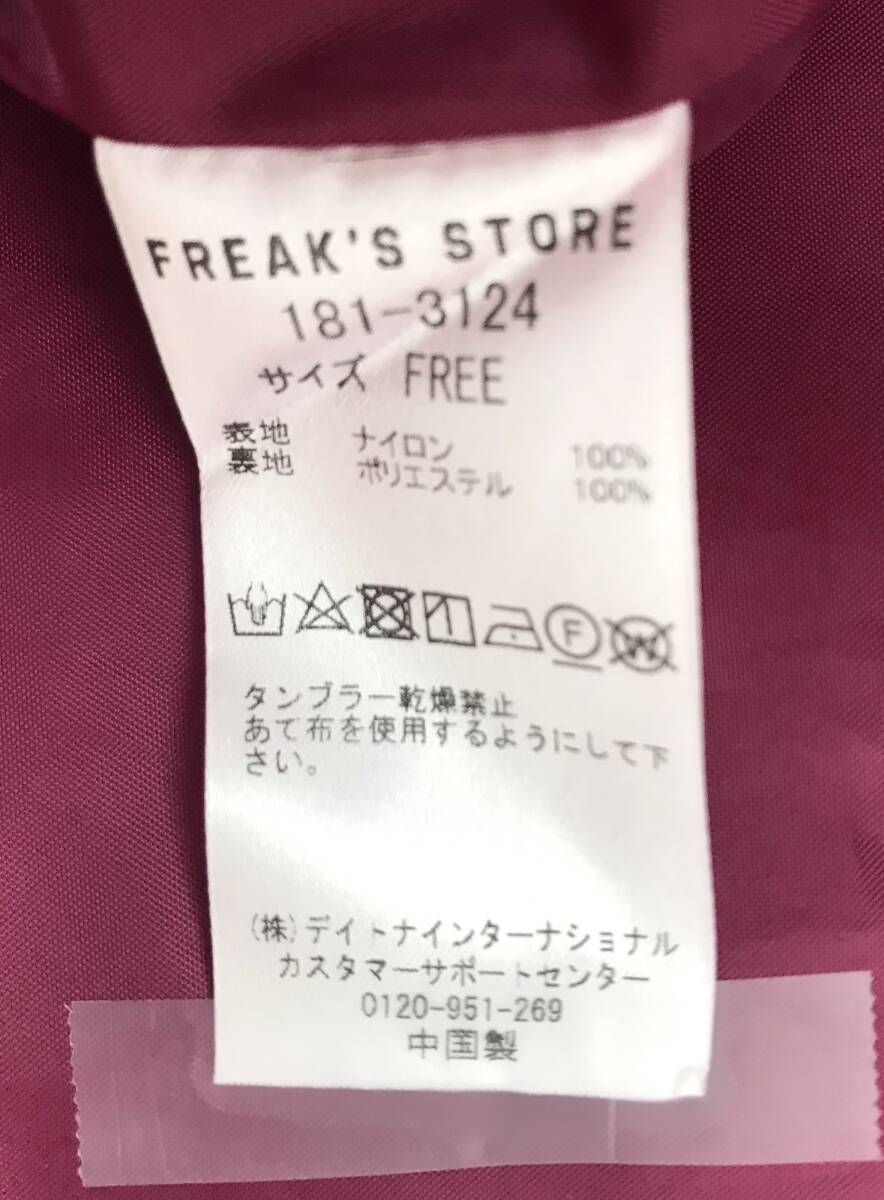 FREAK'S STORE
181-3124
サイズ FREE
表地 ナイロン 100%
裏地 ポリエステル 100%
F W
タンブラー乾燥禁止
あて布を使用するようにして下
さい。
(株)デイトナインターナショナル
カスタマーサポートセンター
0120-951-269
中国製